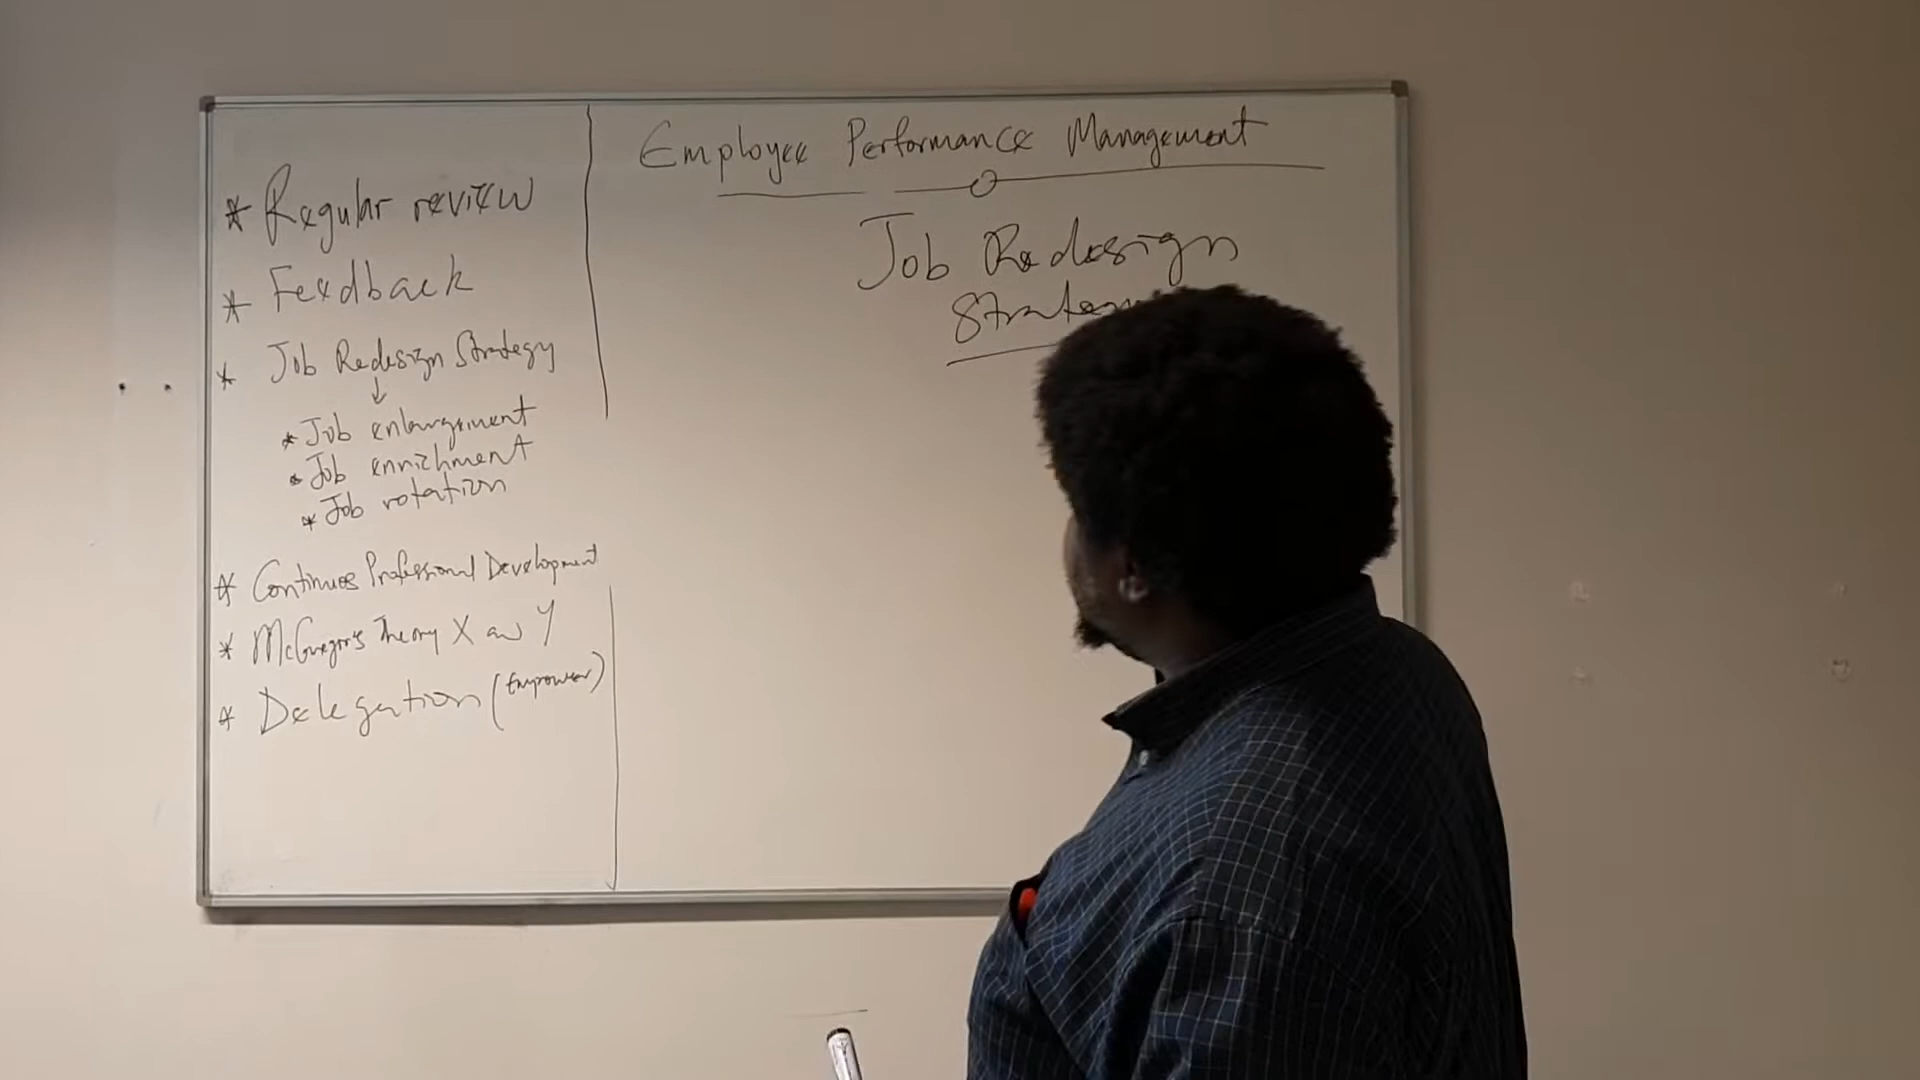 * Regular review
* Feedback
* Job Redesign Strategy
* Job enlargement
* Job enrichment
* Job rotation
* Continues Professional Development
* McGregor's Theory X and Y
* Delegation (Empower)
Employee Performance Management
Job Redesign